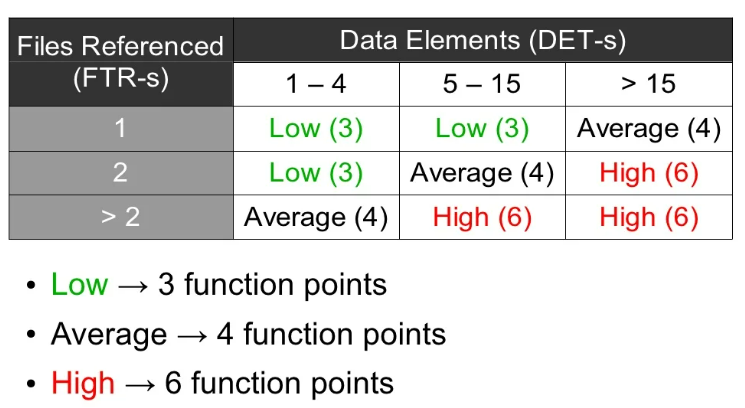 Files Referenced (FTR-s) Data Elements (DET-s)
1 – 4 5 – 15 > 15
1 Low (3) Low (3) Average (4)
2 Low (3) Average (4) High (6)
> 2 Average (4) High (6) High (6)
• Low → 3 function points
• Average → 4 function points
• High → 6 function points